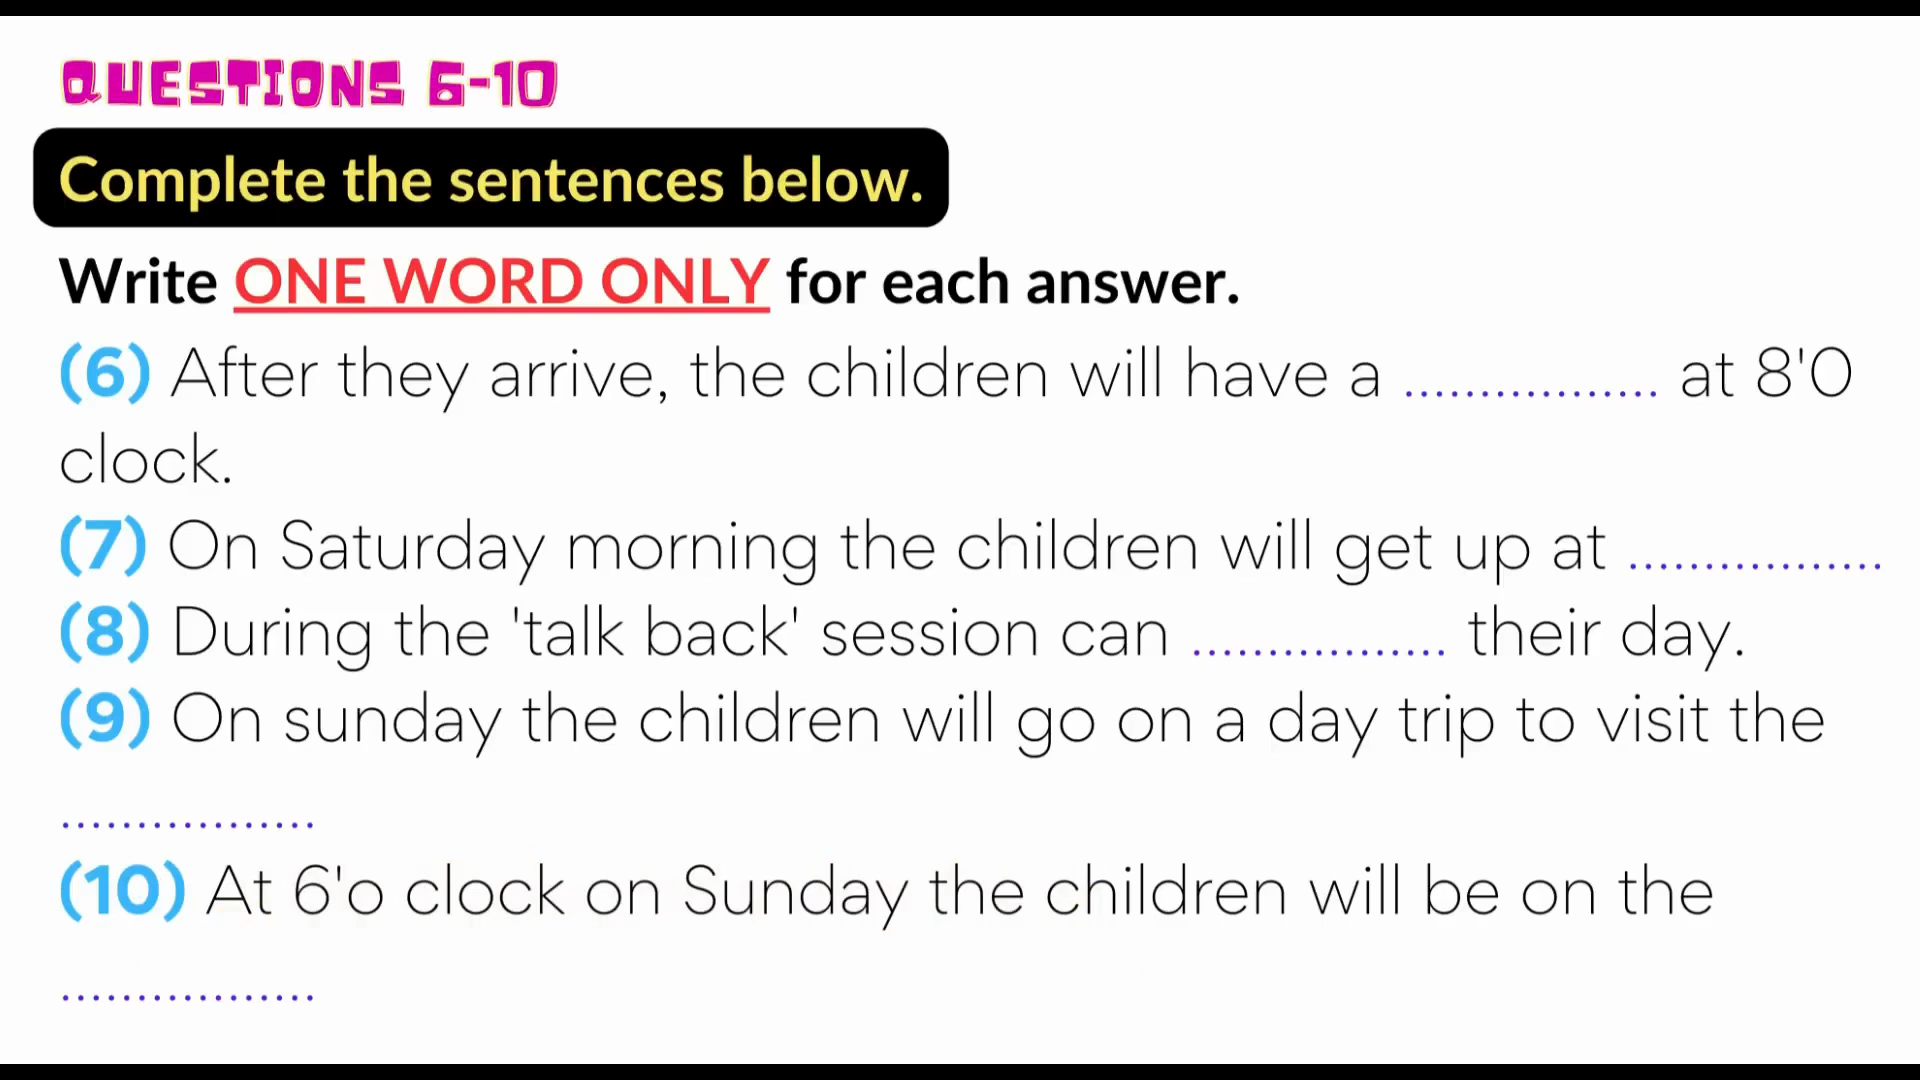 QUESTIONS 6-10
Complete the sentences below.
Write ONE WORD ONLY for each answer.
(6) After they arrive, the children will have a ................. at 8'O
clock.
(7) On Saturday morning the children will get up at .................
(8) During the 'talk back' session can ................. their day.
(9) On sunday the children will go on a day trip to visit the
.................
(10) At 6'o clock on Sunday the children will be on the
.................